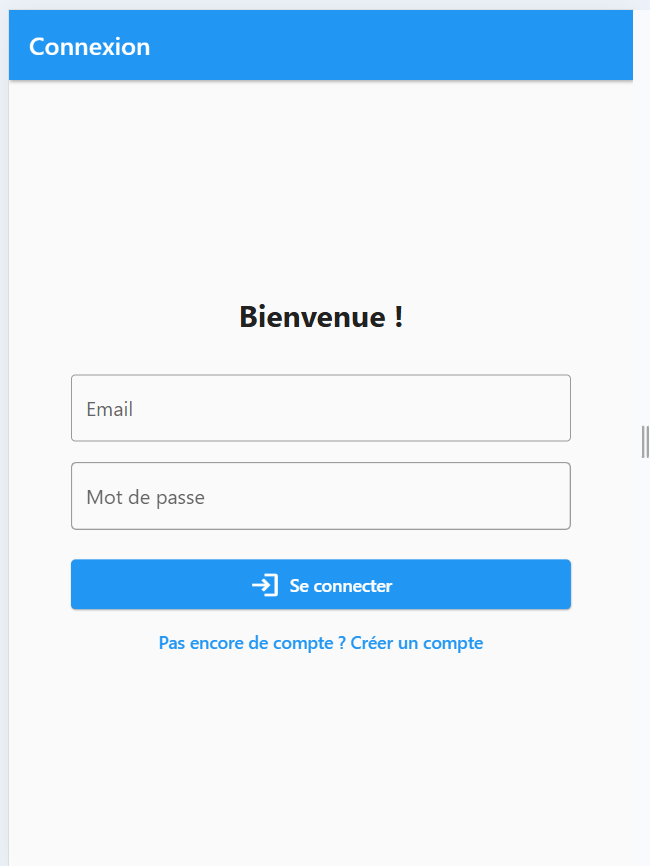 Connexion
Bienvenue !
Email
Mot de passe
Se connecter
Pas encore de compte ? Créer un compte